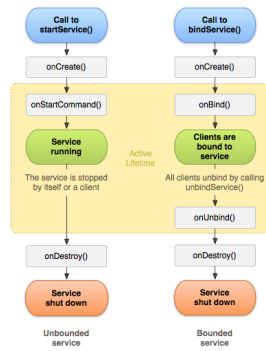 Call to
startService()
onCreate()
onStartCommand()
Service
running
The service is stopped
by itself or a client
onDestroy()
Service
shut down
Unbounded
service
Active
Lifetime
Call to
bindService()
onCreate()
onBind()
Clients are
bound to
service
All clients unbind by calling
unbindService()
onUnbind()
onDestroy()
Service
shut down
Bounded
service